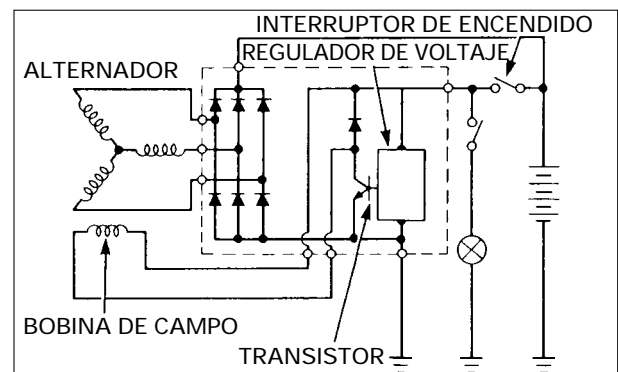 INTERRUPTOR DE ENCENDIDO
REGULADOR DE VOLTAJE
ALTERNADOR
BOBINA DE CAMPO
TRANSISTOR